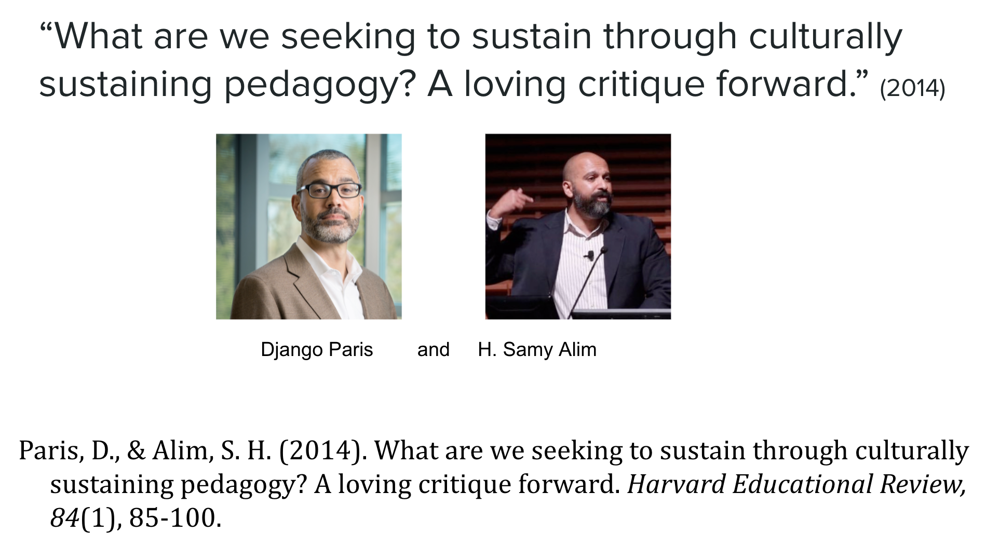 “What are we seeking to sustain through culturally
sustaining pedagogy? A loving critique forward.” (2014)
Django Paris and H. Samy Alim
Paris, D., & Alim, S. H. (2014). What are we seeking to sustain through culturally
sustaining pedagogy? A loving critique forward. Harvard Educational Review,
84(1), 85-100.